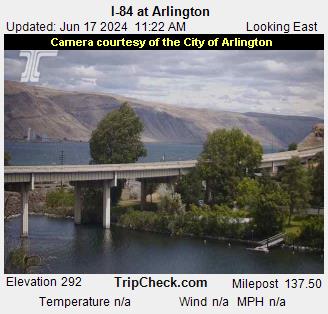 I-84 at Arlington
Updated: Jun 17 2024 11:22 AM Looking East
Camera courtesy of the City of Arlington
Elevation 292 TripCheck.com Milepost 137.50
Temperature n/a Wind n/a MPH n/a